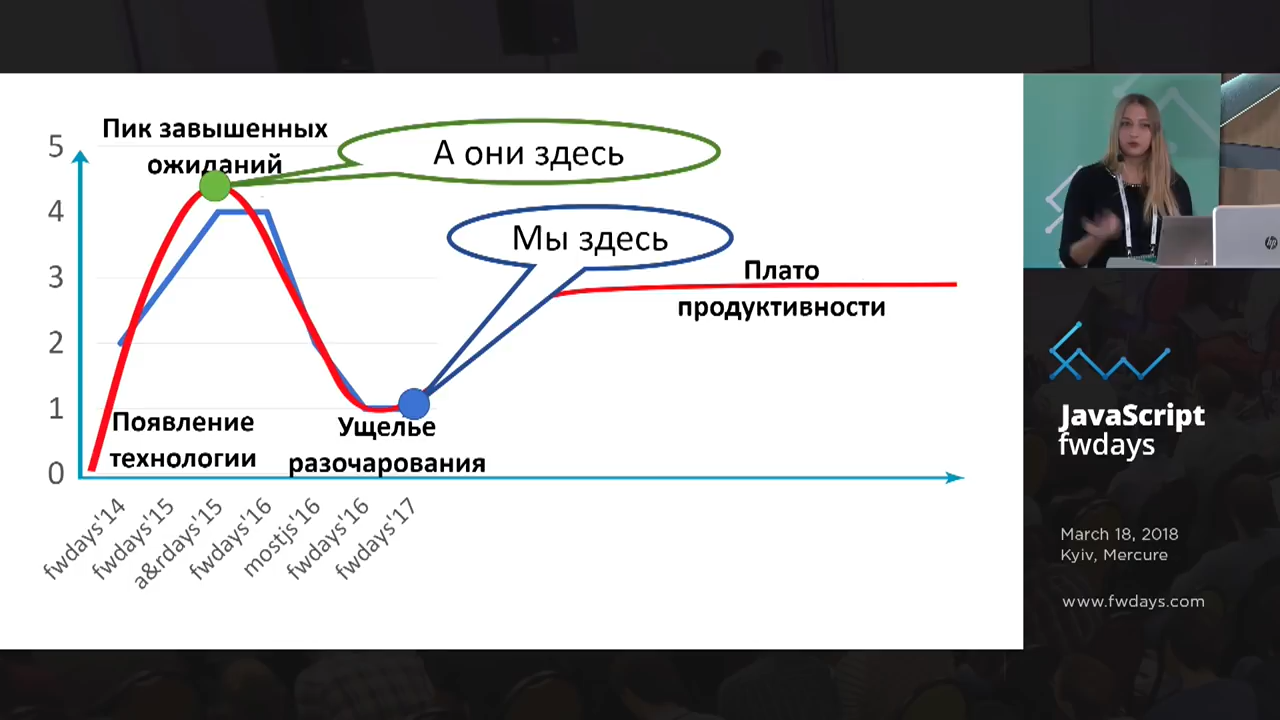 Пик завышенных
ожиданий
А они здесь
Мы здесь
Плато
продуктивности
Появление
технологии
Ущелье
разочарования
5
4
3
2
1
0
fwdays'14
fwdays'15
a&rdays'15
fwdays'16
mostjs'16
fwdays'16
fwdays'17
hp
JavaScript
fwdays
March 18, 2018
Kyiv, Mercure
www.fwdays.com